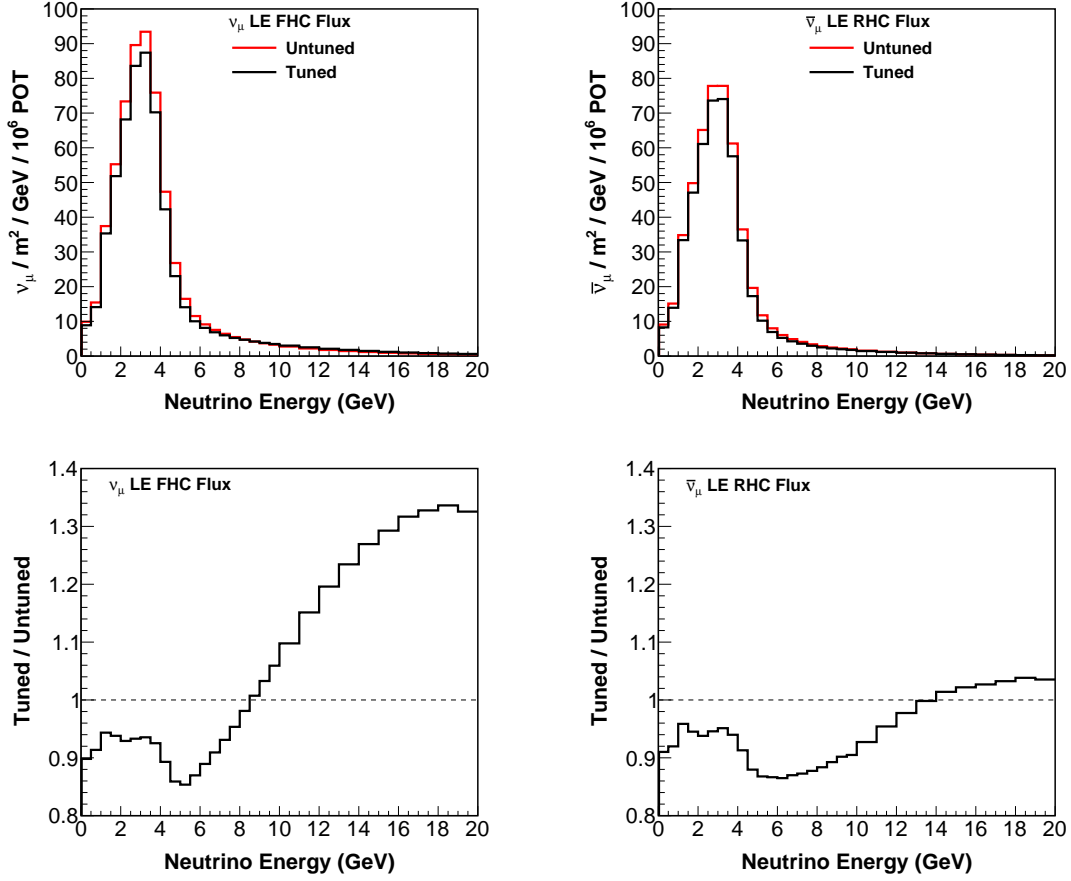 ν_μ LE FHC Flux
Untuned
Tuned
ν_μ / m² / GeV / 10⁶ POT
0 10 20 30 40 50 60 70 80 90 100
0 2 4 6 8 10 12 14 16 18 20
Neutrino Energy (GeV)
ν̅_μ LE RHC Flux
Untuned
Tuned
ν̅_μ / m² / GeV / 10⁶ POT
0 10 20 30 40 50 60 70 80 90 100
0 2 4 6 8 10 12 14 16 18 20
Neutrino Energy (GeV)
ν_μ LE FHC Flux
Tuned / Untuned
0.8 0.9 1 1.1 1.2 1.3 1.4
0 2 4 6 8 10 12 14 16 18 20
Neutrino Energy (GeV)
ν̅_μ LE RHC Flux
Tuned / Untuned
0.8 0.9 1 1.1 1.2 1.3 1.4
0 2 4 6 8 10 12 14 16 18 20
Neutrino Energy (GeV)